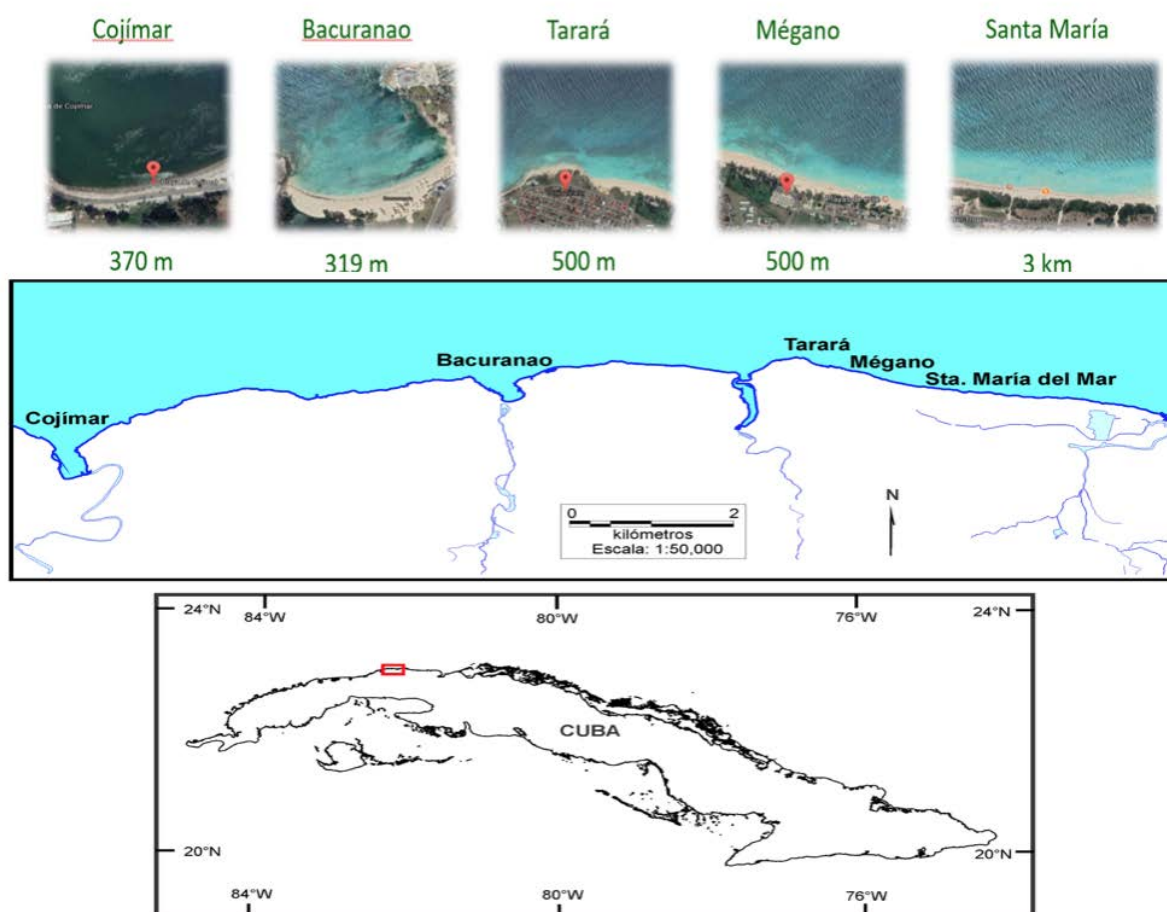 Cojímar
Bacuranao
Tarará
Mégano
Santa María
370 m
319 m
500 m
500 m
3 km
Tarará
Bacuranao
Mégano
Sta. María del Mar
Cojímar
N
0 2
kilómetros
Escala: 1:50,000
24°N
84°W
80°W
76°W
24°N
CUBA
20°N
20°N
84°W
80°W
76°W